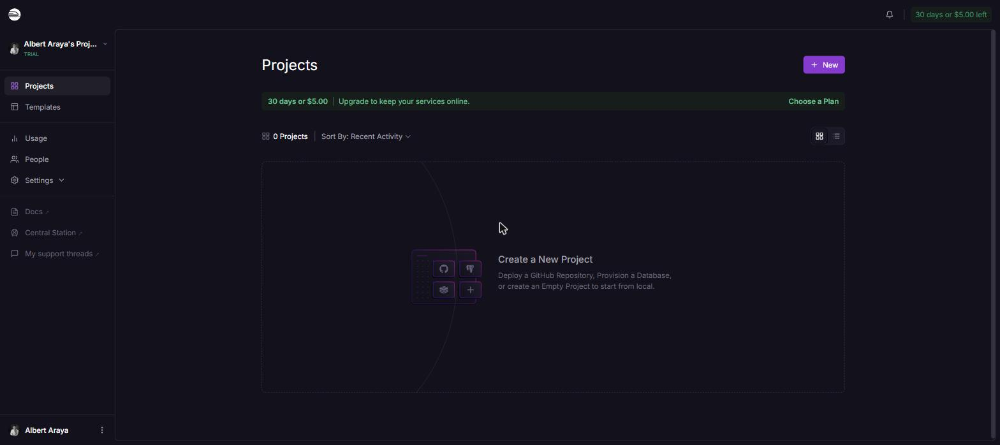 30 days or $5.00 left
Albert Araya's Proj...
TRIAL
Projects
Templates
Usage
People
Settings
Docs ↗
Central Station ↗
My support threads ↗
Albert Araya
Projects
+ New
30 days or $5.00 | Upgrade to keep your services online.
Choose a Plan
0 Projects | Sort By: Recent Activity
Create a New Project
Deploy a GitHub Repository, Provision a Database,
or create an Empty Project to start from local.